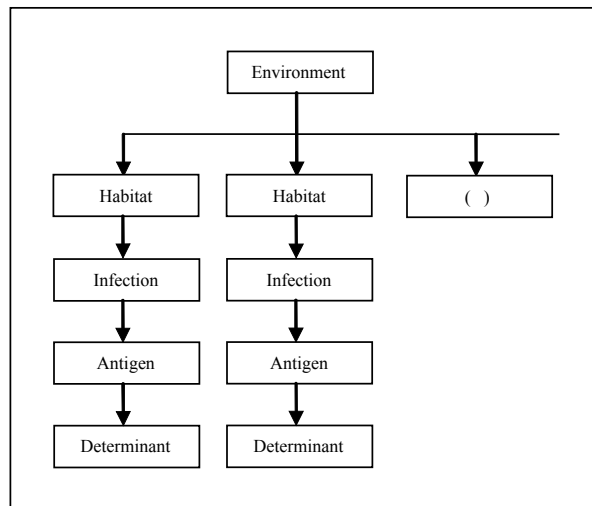 Environment
Habitat Habitat ( )
Infection Infection
Antigen Antigen
Determinant Determinant